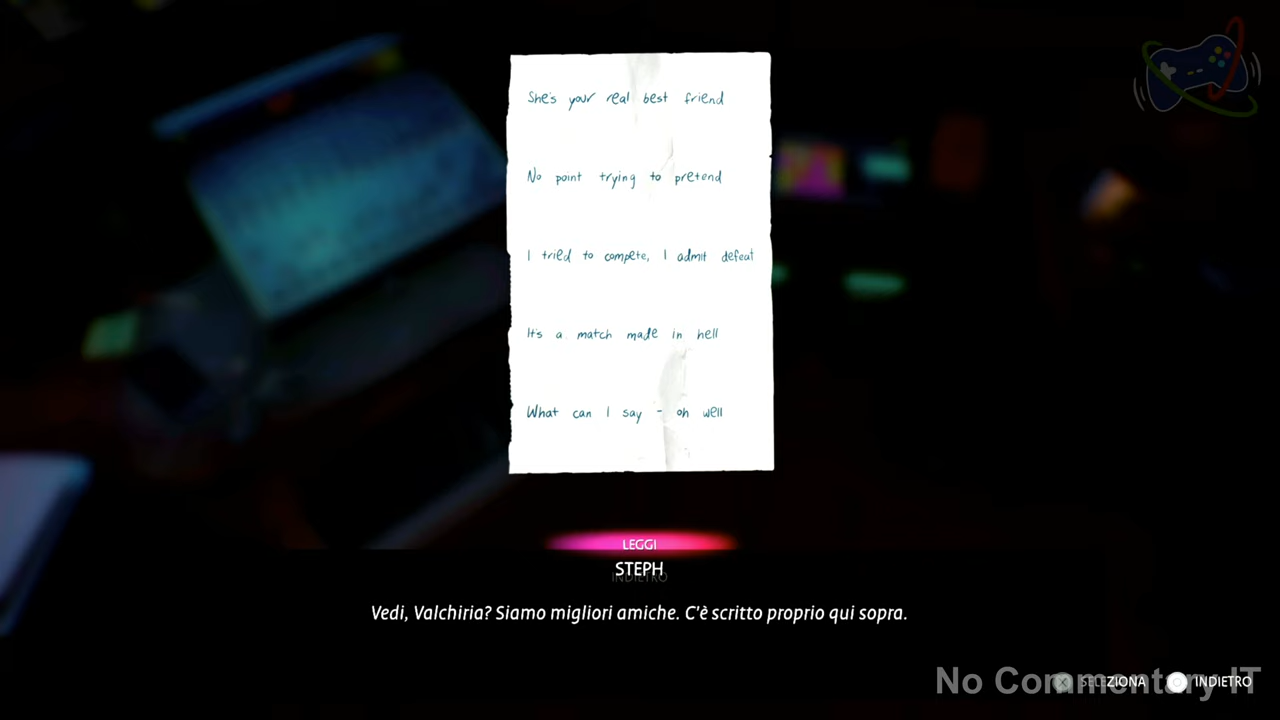 She's your real best friend
No point trying to pretend
I tried to compete, I admit defeat
It's a match made in hell
What can I say - oh well
LEGGI
STEPH
INDIETRO
Vedi, Valchiria? Siamo migliori amiche. C'è scritto proprio qui sopra.
No Commentary IT
SELEZIONA INDIETRO